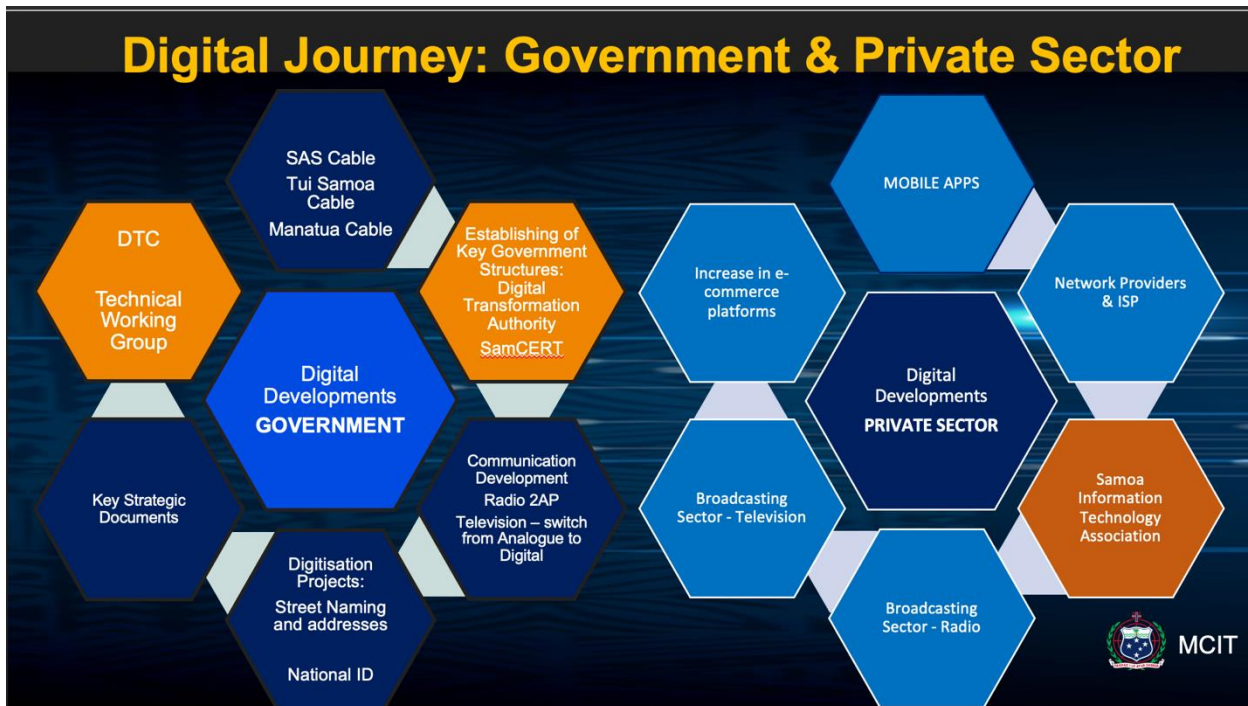 Digital Journey: Government & Private Sector
SAS Cable
Tui Samoa
Cable
Manatua Cable
DTC
Technical
Working
Group
Establishing of
Key Government
Structures:
Digital
Transformation
Authority
SamCERT
Digital
Developments
GOVERNMENT
Key Strategic
Documents
Communication
Development
Radio 2AP
Television – switch
from Analogue to
Digital
Digitisation
Projects:
Street Naming
and addresses
National ID
MOBILE APPS
Increase in e-
commerce
platforms
Network Providers
& ISP
Digital
Developments
PRIVATE SECTOR
Broadcasting
Sector - Television
Samoa
Information
Technology
Association
Broadcasting
Sector - Radio
MCIT